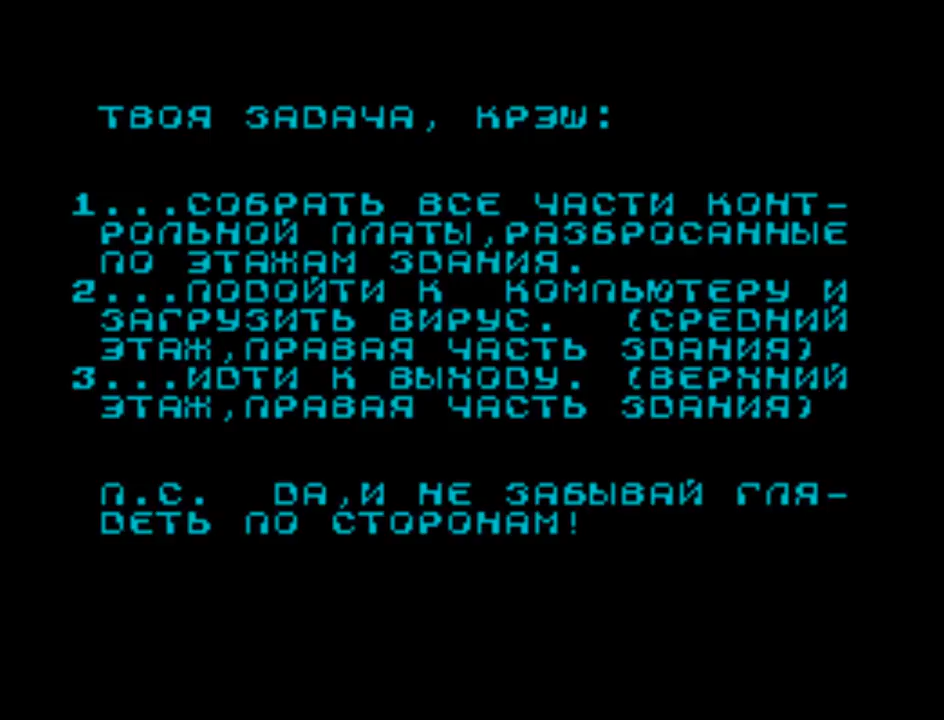 ТВОЯ ЗАДАЧА, КРЭШ:
1...СОБРАТЬ ВСЕ ЧАСТИ КОНТ-
РОЛЬНОЙ ПЛАТЫ,РАЗБРОСАННЫЕ
ПО ЭТАЖАМ ЗДАНИЯ.
2...ПОДОЙТИ К  КОМПЬЮТЕРУ И
ЗАГРУЗИТЬ ВИРУС.  (СРЕДНИЙ
ЭТАЖ,ПРАВАЯ ЧАСТЬ ЗДАНИЯ)
3...ИДТИ К ВЫХОДУ. (ВЕРХНИЙ
ЭТАЖ,ПРАВАЯ ЧАСТЬ ЗДАНИЯ)
П.С.  ДА,И НЕ ЗАБЫВАЙ ГЛЯ-
ДЕТЬ ПО СТОРОНАМ!